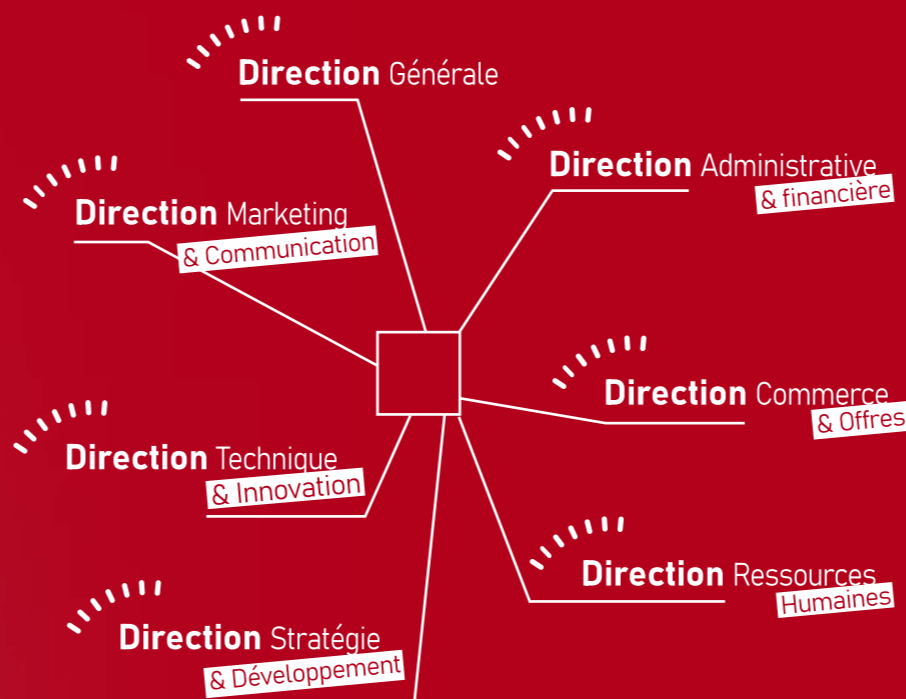 Direction Générale
Direction Administrative
& financière
Direction Marketing
& Communication
Direction Commerce
& Offres
Direction Technique
& Innovation
Direction Ressources
Humaines
Direction Stratégie
& Développement